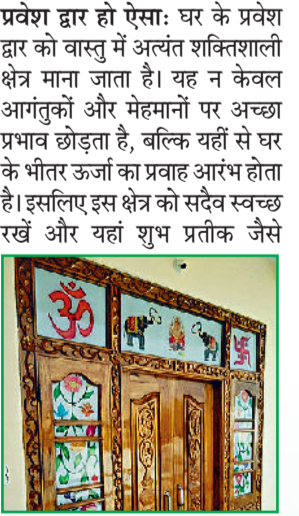 प्रवेश द्वार हो ऐसाः घर के प्रवेश
द्वार को वास्तु में अत्यंत शक्तिशाली
क्षेत्र माना जाता है। यह न केवल
आगंतुकों और मेहमानों पर अच्छा
प्रभाव छोड़ता है, बल्कि यहीं से घर
के भीतर ऊर्जा का प्रवाह आरंभ होता
है। इसलिए इस क्षेत्र को सदैव स्वच्छ
रखें और यहां शुभ प्रतीक जैसे
ॐ